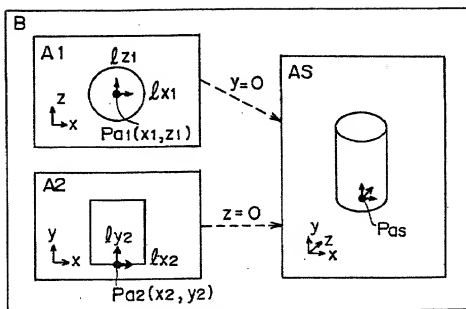 B
A1
ℓz1
ℓx1
z
x
Pa1(x1,z1)
y=0
A2
y
x
ℓy2
ℓx2
Pa2(x2,y2)
z=0
AS
Pas
y
z
x